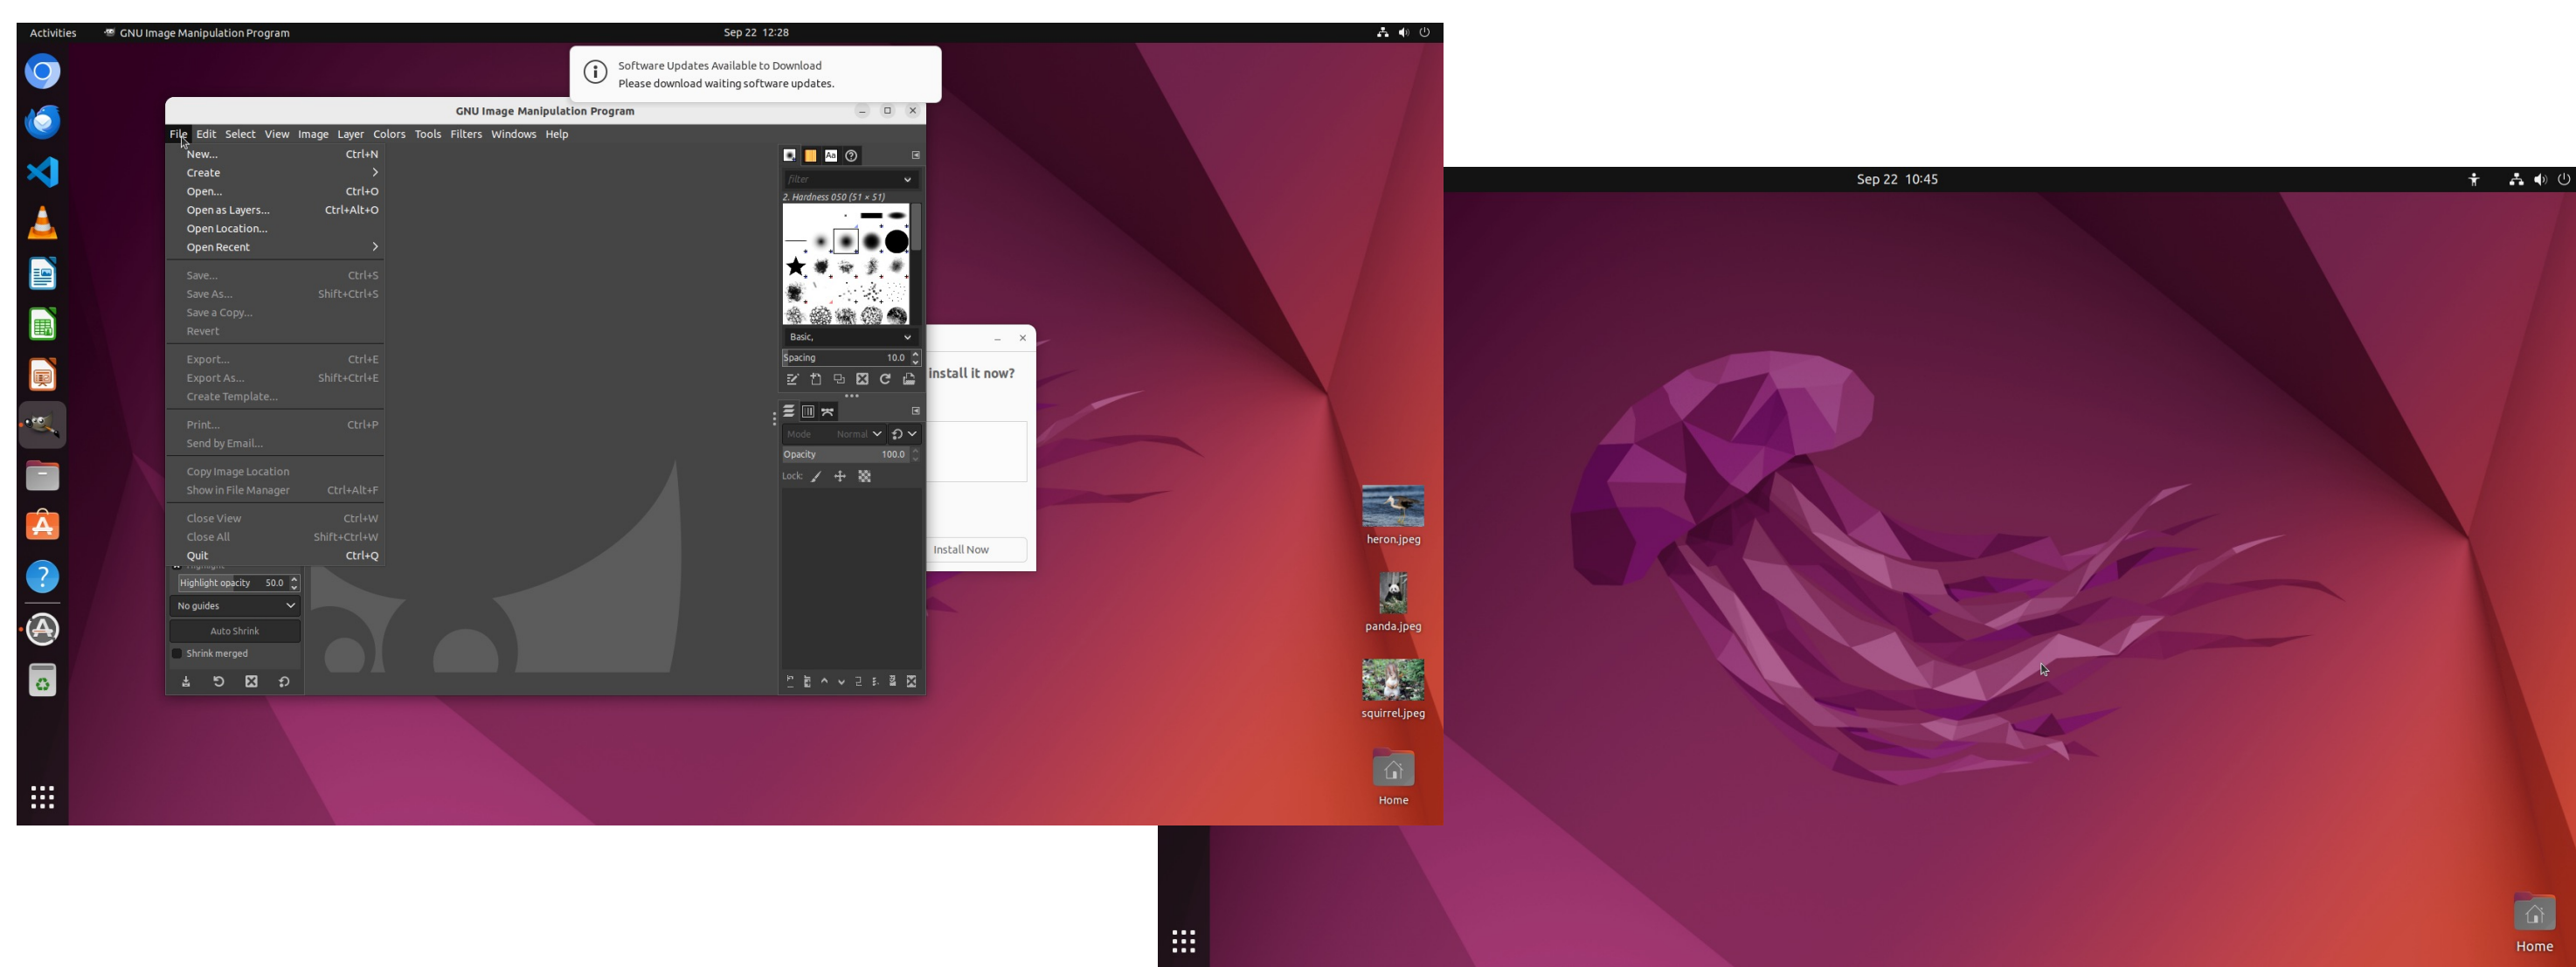 Activities GNU Image Manipulation Program Sep 22 12:28
Software Updates Available to Download
Please download waiting software updates.
GNU Image Manipulation Program
File Edit Select View Image Layer Colors Tools Filters Windows Help
New... Ctrl+N
Create
Open... Ctrl+O
Open as Layers... Ctrl+Alt+O
Open Location...
Open Recent
Save... Ctrl+S
Save As... Shift+Ctrl+S
Save a Copy...
Revert
Export... Ctrl+E
Export As... Shift+Ctrl+E
Create Template...
Print... Ctrl+P
Send by Email...
Copy Image Location
Show in File Manager Ctrl+Alt+F
Close View Ctrl+W
Close All Shift+Ctrl+W
Quit Ctrl+Q
Highlight opacity 50.0
No guides
Auto Shrink
Shrink merged
Aa
filter
2. Hardness 050 (51 × 51)
Basic,
Spacing 10.0
Mode Normal
Opacity 100.0
Lock:
install it now?
Install Now
heron.jpeg
panda.jpeg
squirrel.jpeg
Home
Sep 22 10:45
Home